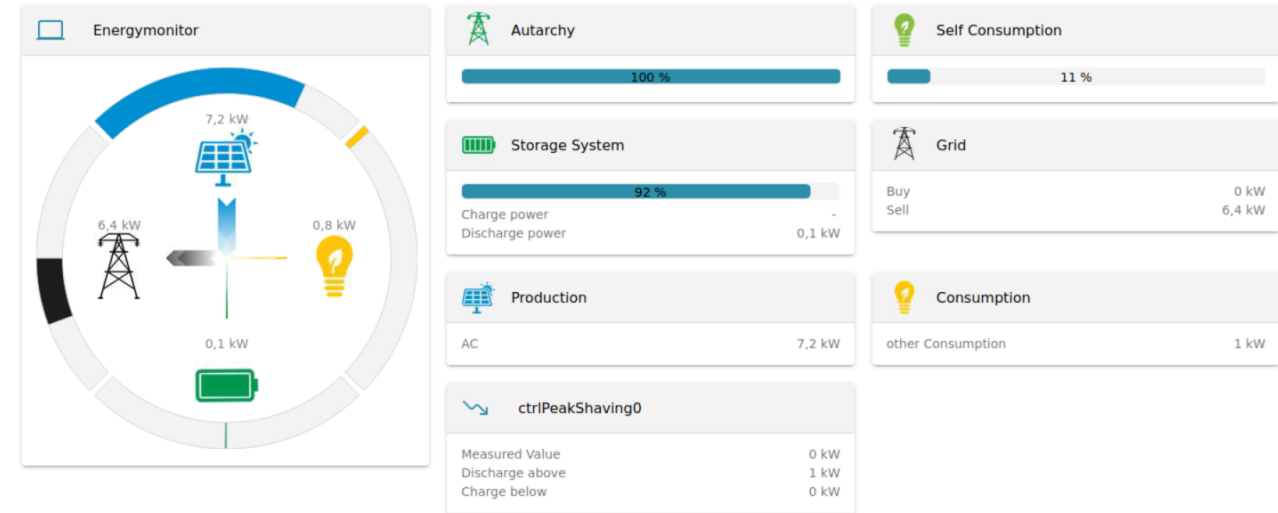 Energymonitor
7,2 kW
6,4 kW
0,8 kW
0,1 kW
Autarchy
100 %
Self Consumption
11 %
Storage System
92 %
Charge power -
Discharge power 0,1 kW
Grid
Buy 0 kW
Sell 6,4 kW
Production
AC 7,2 kW
Consumption
other Consumption 1 kW
ctrlPeakShaving0
Measured Value 0 kW
Discharge above 1 kW
Charge below 0 kW